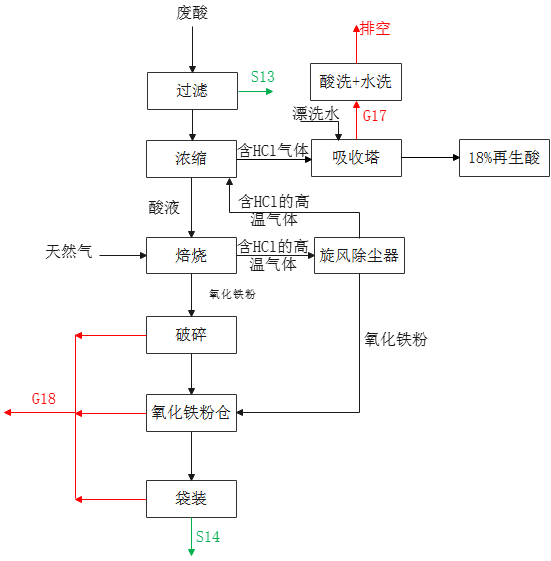 废酸
排空
过滤
S13
酸洗+水洗
漂洗水
G17
浓缩
含HCl气体
吸收塔
18%再生酸
酸液
含HCl的高
温气体
天然气
焙烧
含HCl的高
温气体
旋风除尘器
氧化铁粉
破碎
氧化铁粉
G18
氧化铁粉仓
袋装
S14